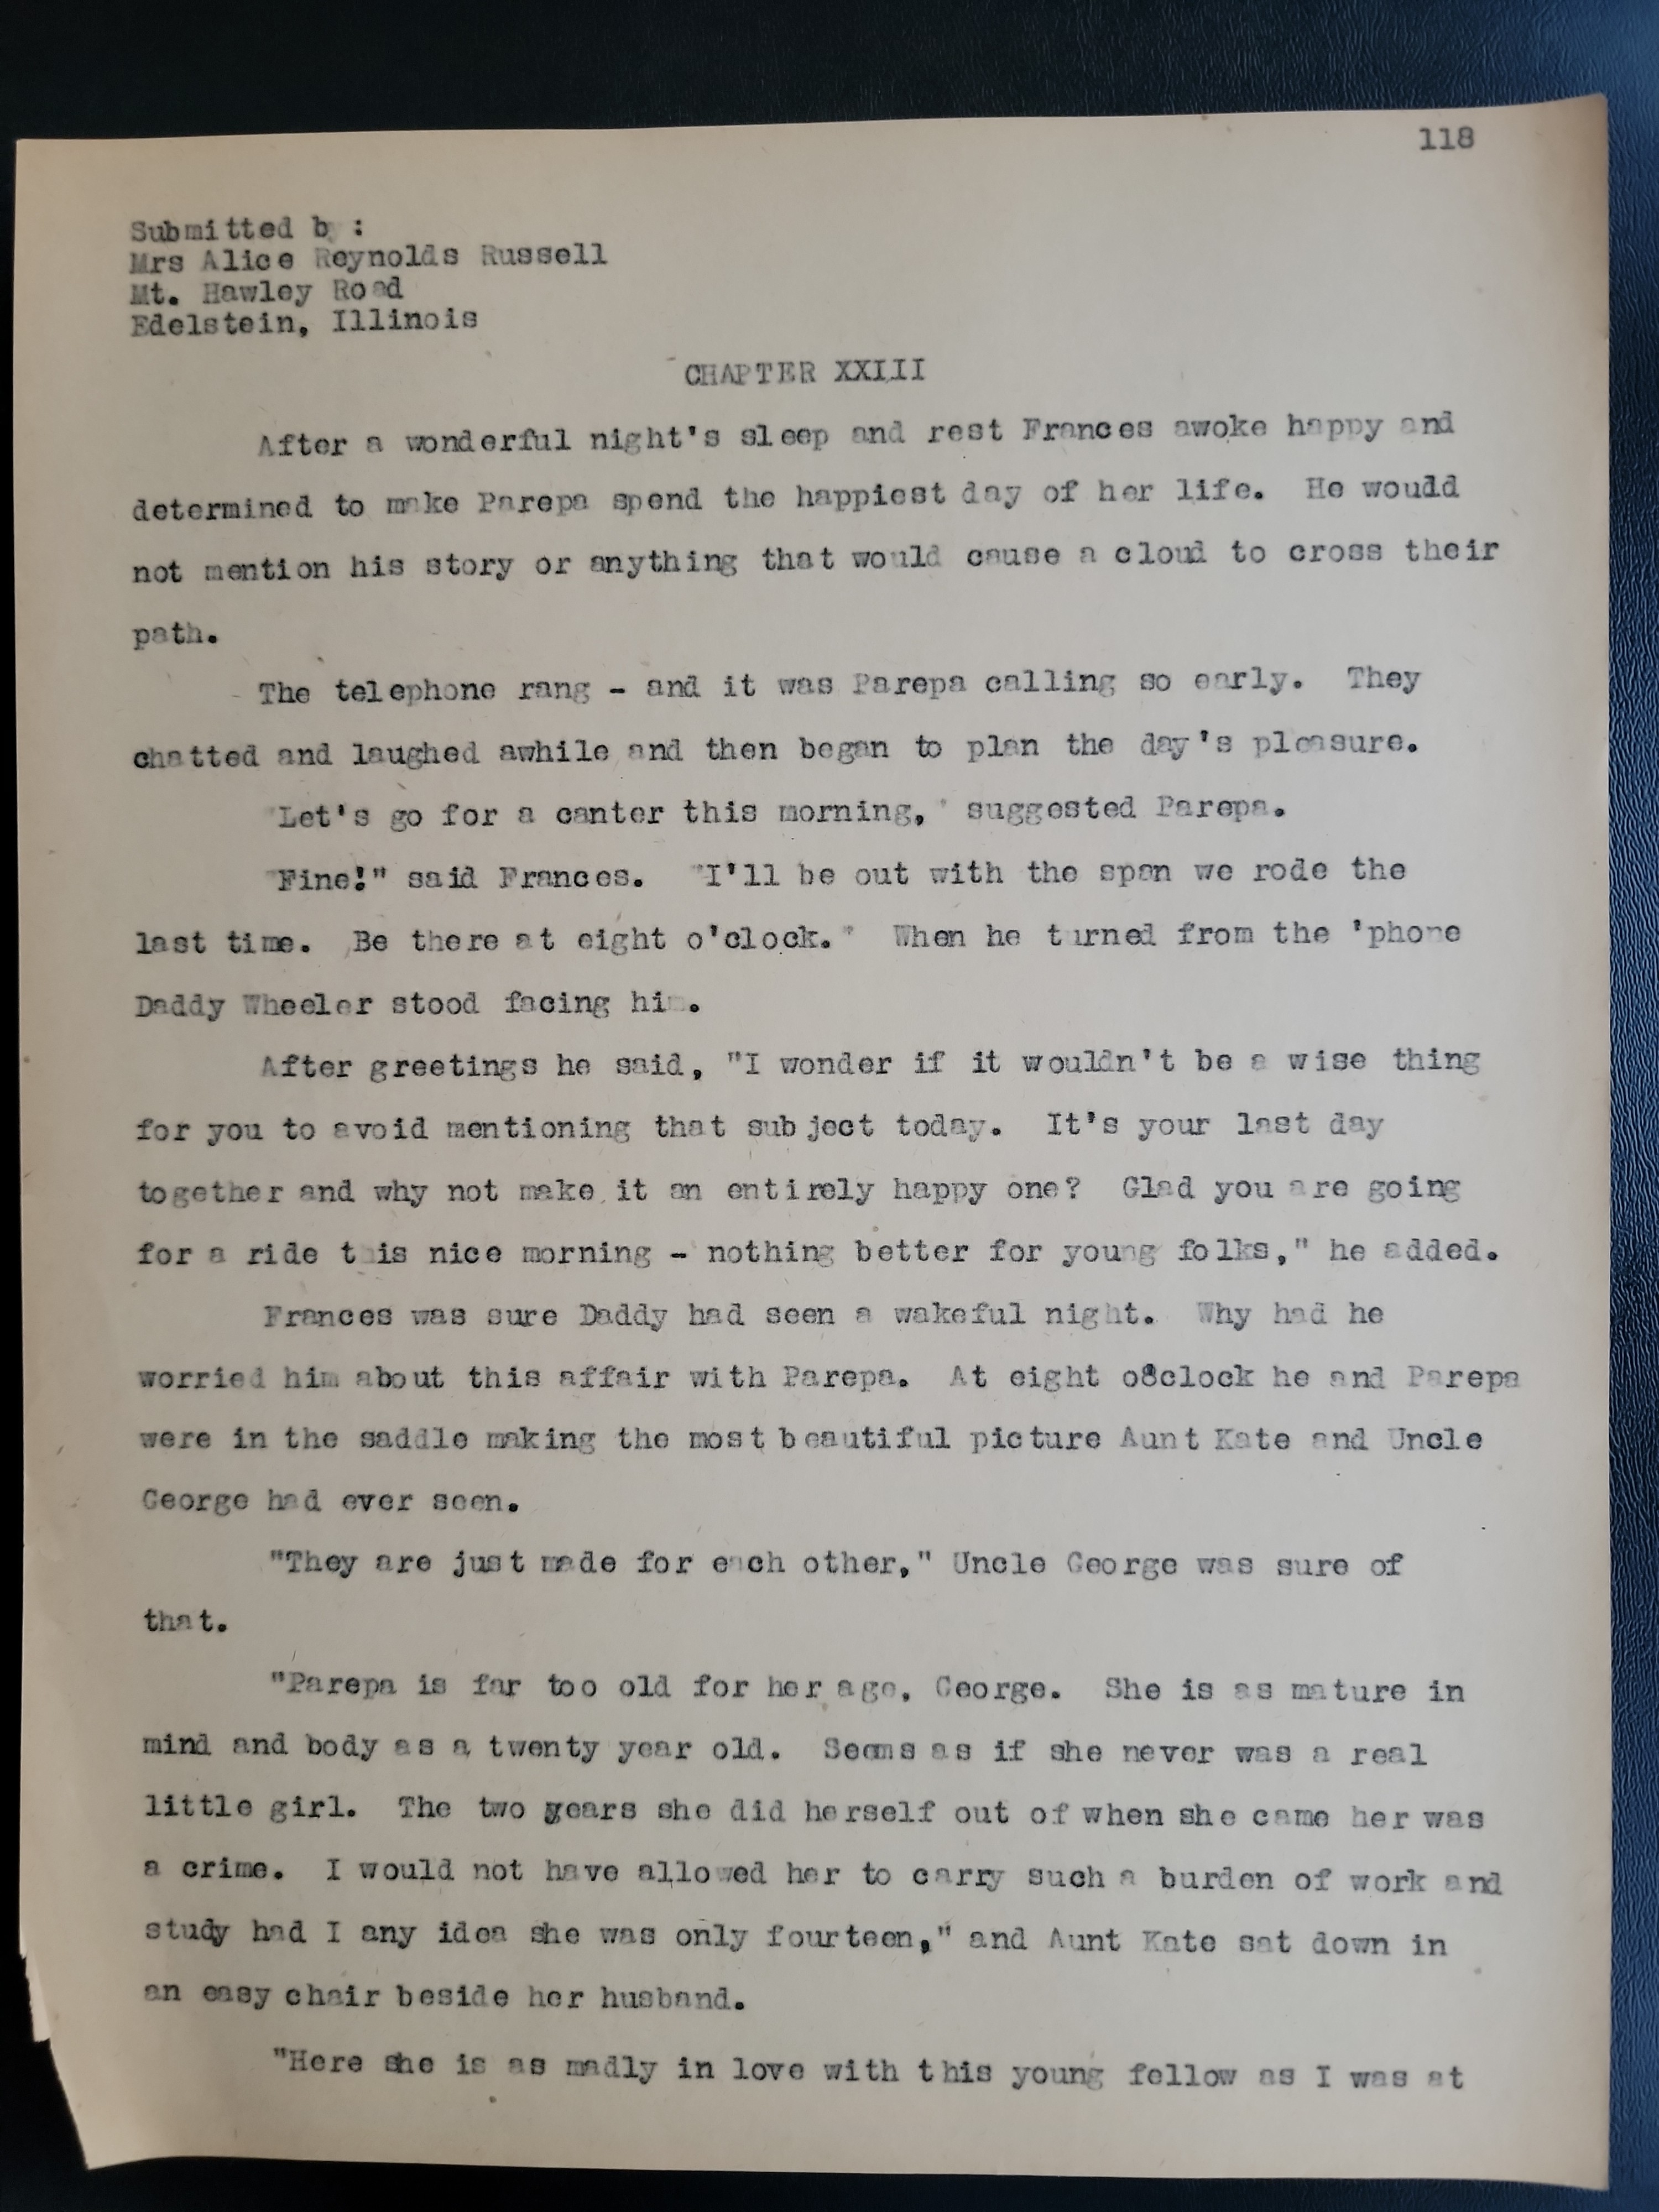 118
Submitted by :
Mrs Alice Reynolds Russell
Mt. Hawley Road
Edelstein, Illinois
CHAPTER XXIII
After a wonderful night's sleep and rest Frances awoke happy and
determined to make Parepa spend the happiest day of her life. He would
not mention his story or anything that would cause a cloud to cross their
path.
The telephone rang - and it was Parepa calling so early. They
chatted and laughed awhile and then began to plan the day's pleasure.
"Let's go for a canter this morning," suggested Parepa.
"Fine!" said Frances. "I'll be out with the span we rode the
last time. Be there at eight o'clock." When he turned from the 'phone
Daddy Wheeler stood facing him.
After greetings he said, "I wonder if it wouldn't be a wise thing
for you to avoid mentioning that subject today. It's your last day
together and why not make it an entirely happy one? Glad you are going
for a ride this nice morning - nothing better for young folks," he added.
Frances was sure Daddy had seen a wakeful night. Why had he
worried him about this affair with Parepa. At eight o8clock he and Parepa
were in the saddle making the most beautiful picture Aunt Kate and Uncle
George had ever seen.
"They are just made for each other," Uncle George was sure of
that.
"Parepa is far too old for her age, George. She is as mature in
mind and body as a twenty year old. Seems as if she never was a real
little girl. The two years she did herself out of when she came her was
a crime. I would not have allowed her to carry such a burden of work and
study had I any idea she was only fourteen," and Aunt Kate sat down in
an easy chair beside her husband.
"Here she is as madly in love with this young fellow as I was at